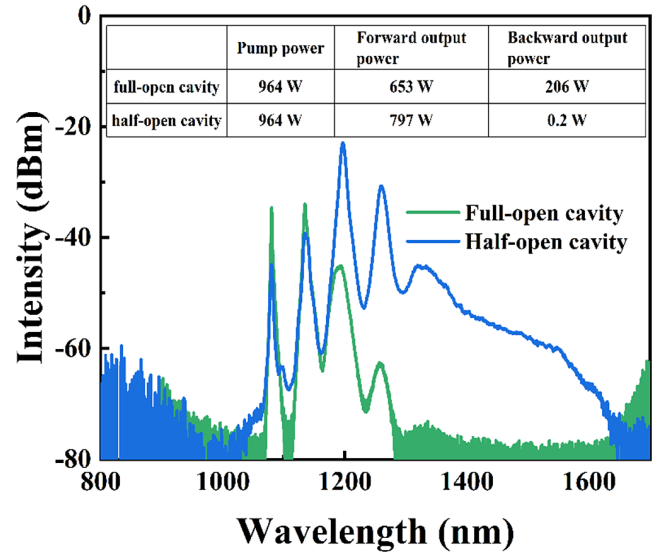 0
-20
-40
-60
-80
Intensity (dBm)
Pump power
Forward output
power
Backward output
power
full-open cavity
964 W
653 W
206 W
half-open cavity
964 W
797 W
0.2 W
Full-open cavity
Half-open cavity
800
1000
1200
1400
1600
Wavelength (nm)